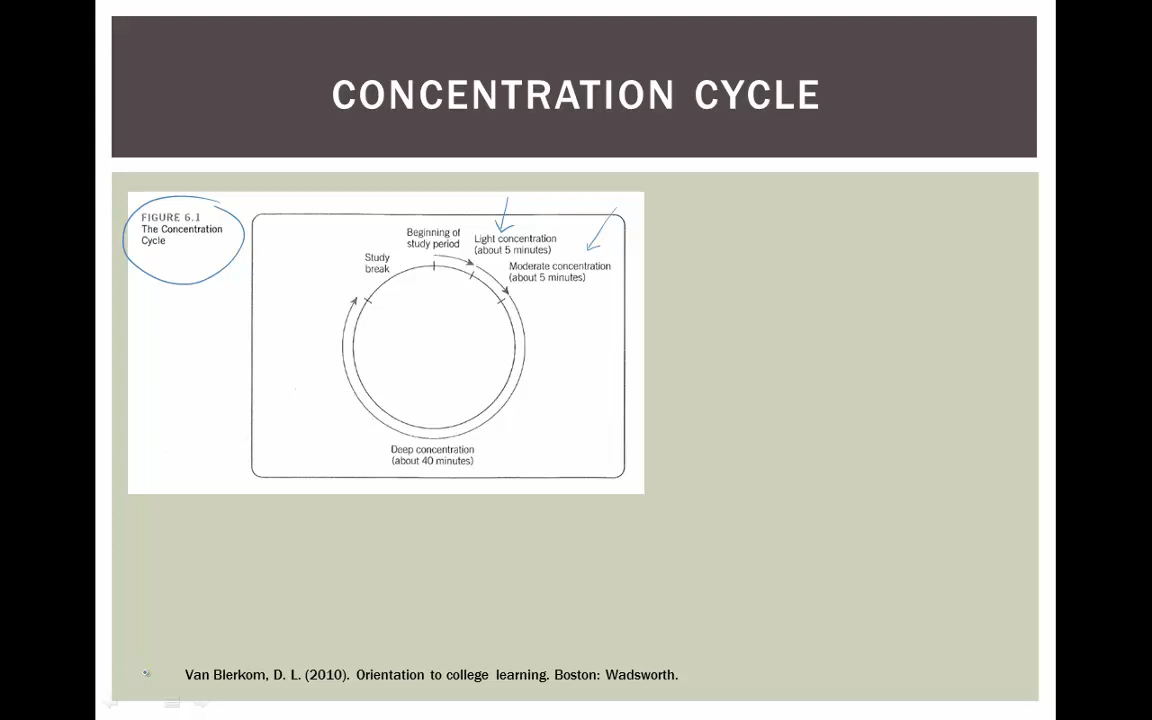 CONCENTRATION CYCLE
FIGURE 6.1
The Concentration
Cycle
Beginning of
study period
Light concentration
(about 5 minutes)
Moderate concentration
(about 5 minutes)
Study
break
Deep concentration
(about 40 minutes)
Van Blerkom, D. L. (2010). Orientation to college learning. Boston: Wadsworth.